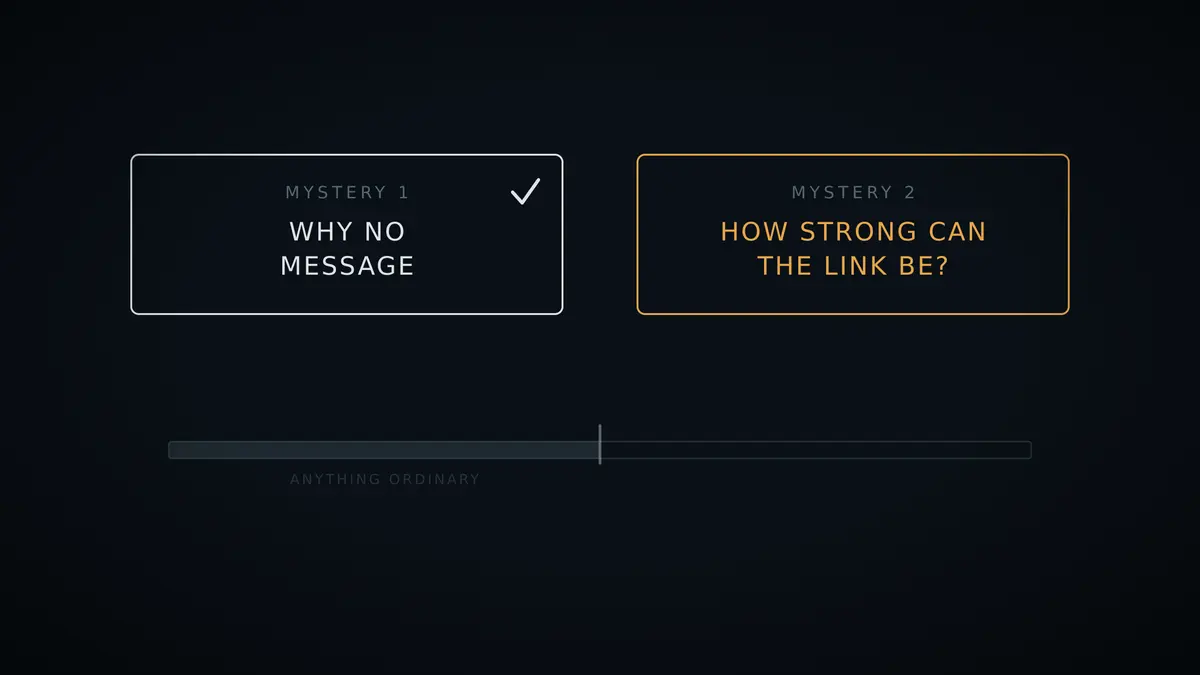 MYSTERY 1
WHY NO
MESSAGE
MYSTERY 2
HOW STRONG CAN
THE LINK BE?
ANYTHING ORDINARY